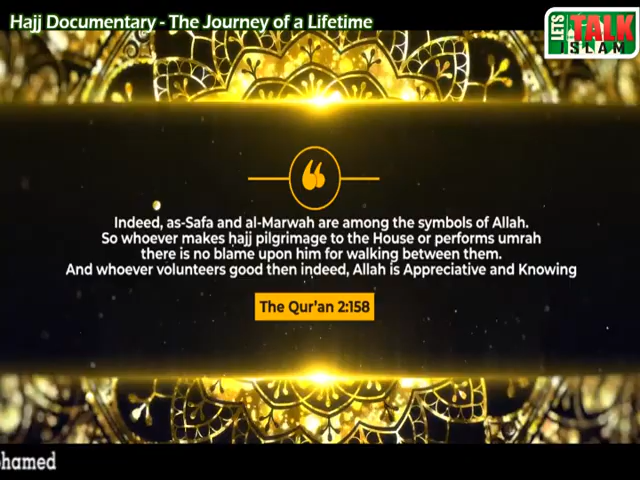 Hajj Documentary - The Journey of a Lifetime
LETS TALK
ISLAM
Indeed, as-Safa and al-Marwah are among the symbols of Allah.
So whoever makes ḥajj pilgrimage to the House or performs umrah
there is no blame upon him for walking between them.
And whoever volunteers good then indeed, Allah is Appreciative and Knowing
The Qur'an 2:158
ohamed